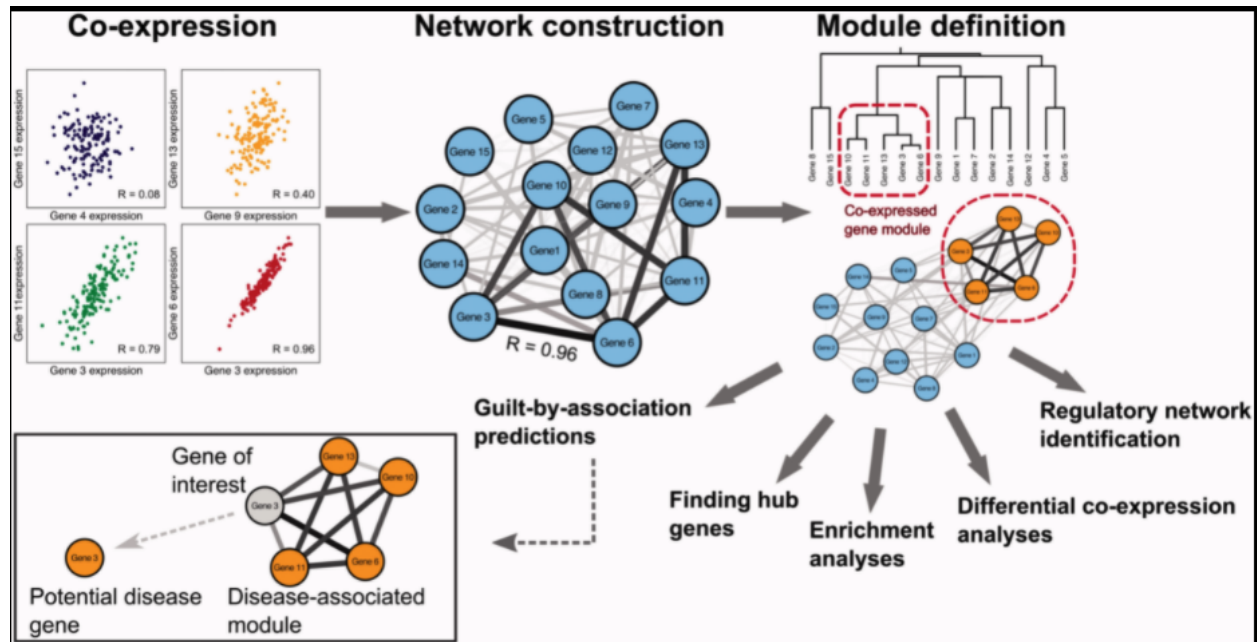 Co-expression
Network construction
Module definition
Gene 15 expression
R = 0.08
Gene 4 expression
Gene 13 expression
R = 0.40
Gene 9 expression
Gene 11expression
R = 0.79
Gene 3 expression
Gene 6 expression
R = 0.96
Gene 3 expression
Gene 7
Gene 5
Gene 13
Gene 15
Gene 12
Gene 10
Gene 9
Gene 4
Gene 2
Gene1
Gene 14
Gene 11
Gene 8
Gene 3
Gene 6
R = 0.96
Gene 8
Gene 15
Gene 10
Gene 11
Gene 13
Gene 3
Gene 6
Gene 9
Gene 1
Gene 7
Gene 2
Gene 14
Gene 12
Gene 4
Gene 5
Co-expressed
gene module
Guilt-by-association
predictions
Finding hub
genes
Enrichment
analyses
Differential co-expression
analyses
Regulatory network
identification
Gene of
interest
Gene 13
Gene 10
Gene 3
Gene 11
Gene 6
Gene 3
Potential disease
gene
Disease-associated
module